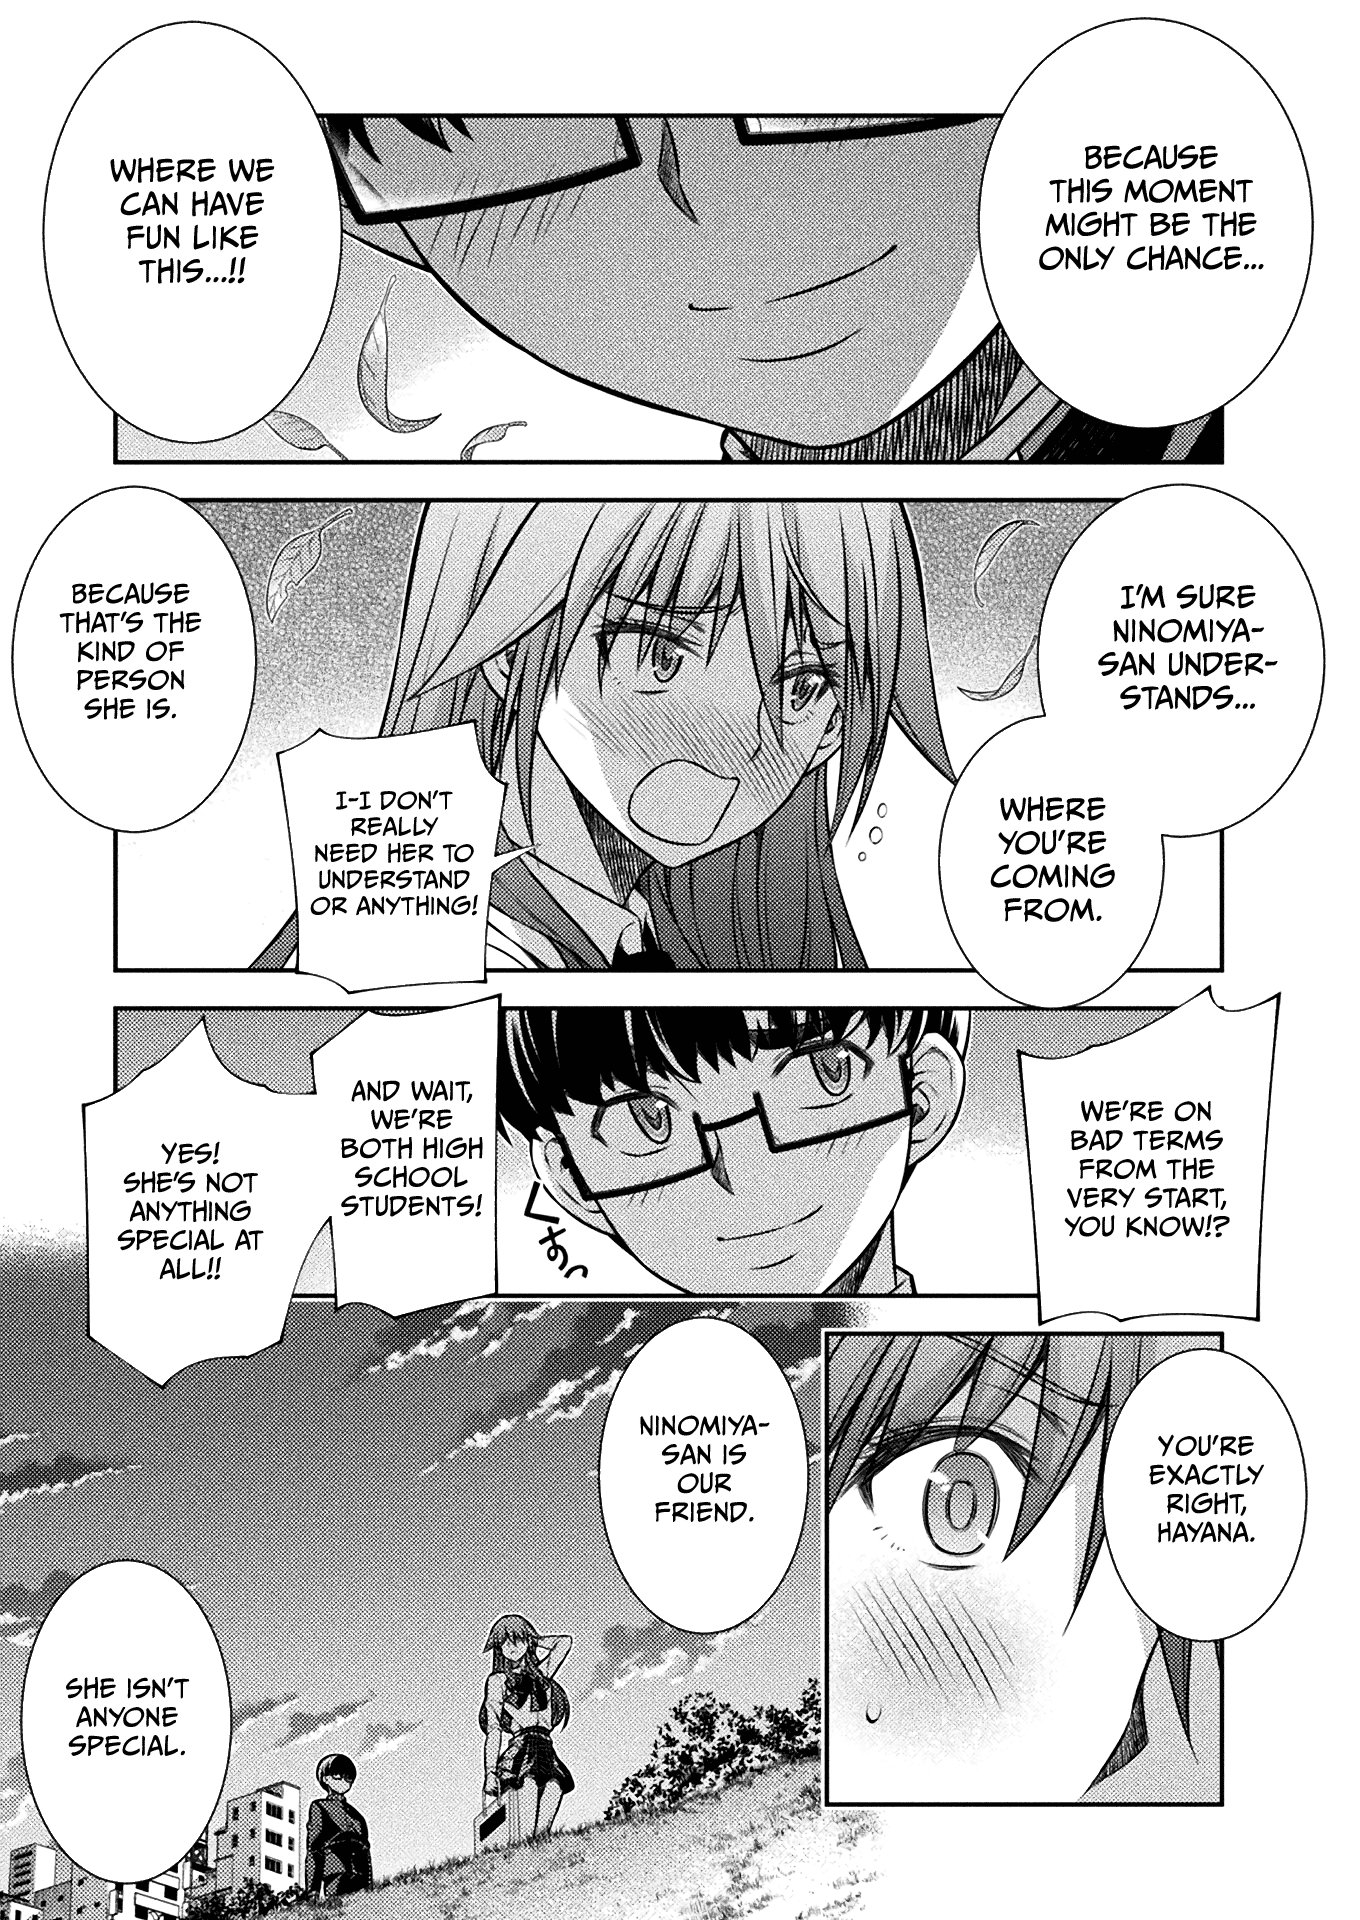 BECAUSE
THIS MOMENT
MIGHT BE THE
ONLY CHANCE...
WHERE WE
CAN HAVE
FUN LIKE
THIS...!!
I'M SURE
NINOMIYA-
SAN UNDER-
STANDS...
WHERE
YOU'RE
COMING
FROM.
BECAUSE
THAT'S THE
KIND OF
PERSON
SHE IS.
I-I DON'T
REALLY
NEED HER TO
UNDERSTAND
OR ANYTHING!
WE'RE ON
BAD TERMS
FROM THE
VERY START,
YOU KNOW!?
くすっ
AND WAIT,
WE'RE
BOTH HIGH
SCHOOL
STUDENTS!
YES!
SHE'S NOT
ANYTHING
SPECIAL AT
ALL!!
YOU'RE
EXACTLY
RIGHT,
HAYANA.
NINOMIYA-
SAN IS
OUR
FRIEND.
SHE ISN'T
ANYONE
SPECIAL.